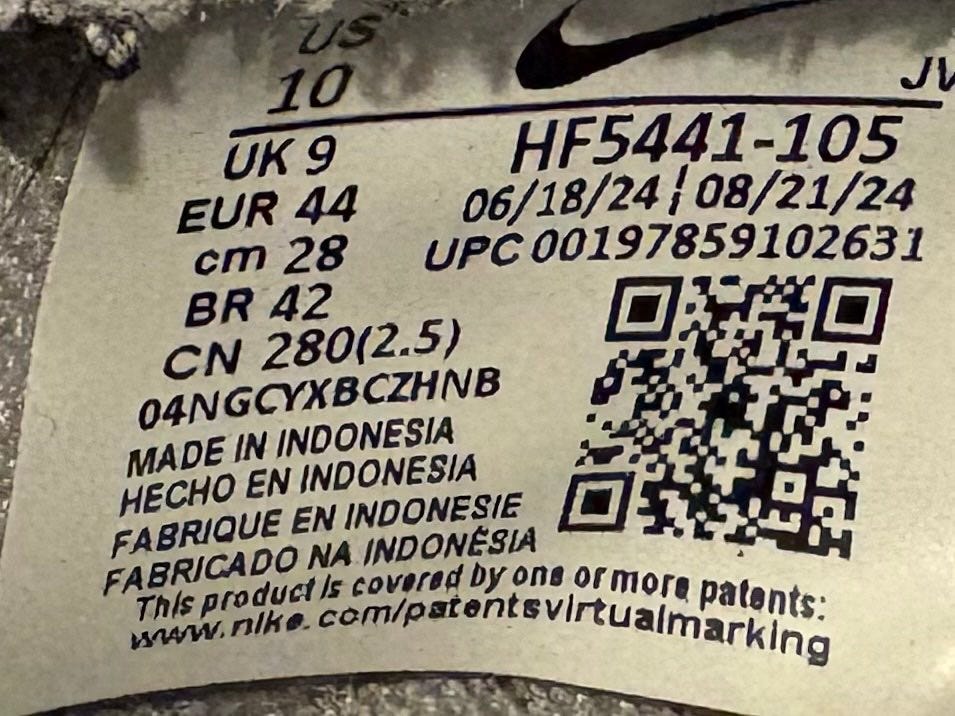 US
10
JV
UK 9
HF5441-105
EUR 44
06/18/24 ¦ 08/21/24
cm 28
UPC 00197859102631
BR 42
CN 280(2.5)
04NGCYXBCZHNB
MADE IN INDONESIA
HECHO EN INDONESIA
FABRIQUE EN INDONESIE
FABRICADO NA INDONÉSIA
This product is covered by one or more patents:
www.nike.com/patentsvirtualmarking